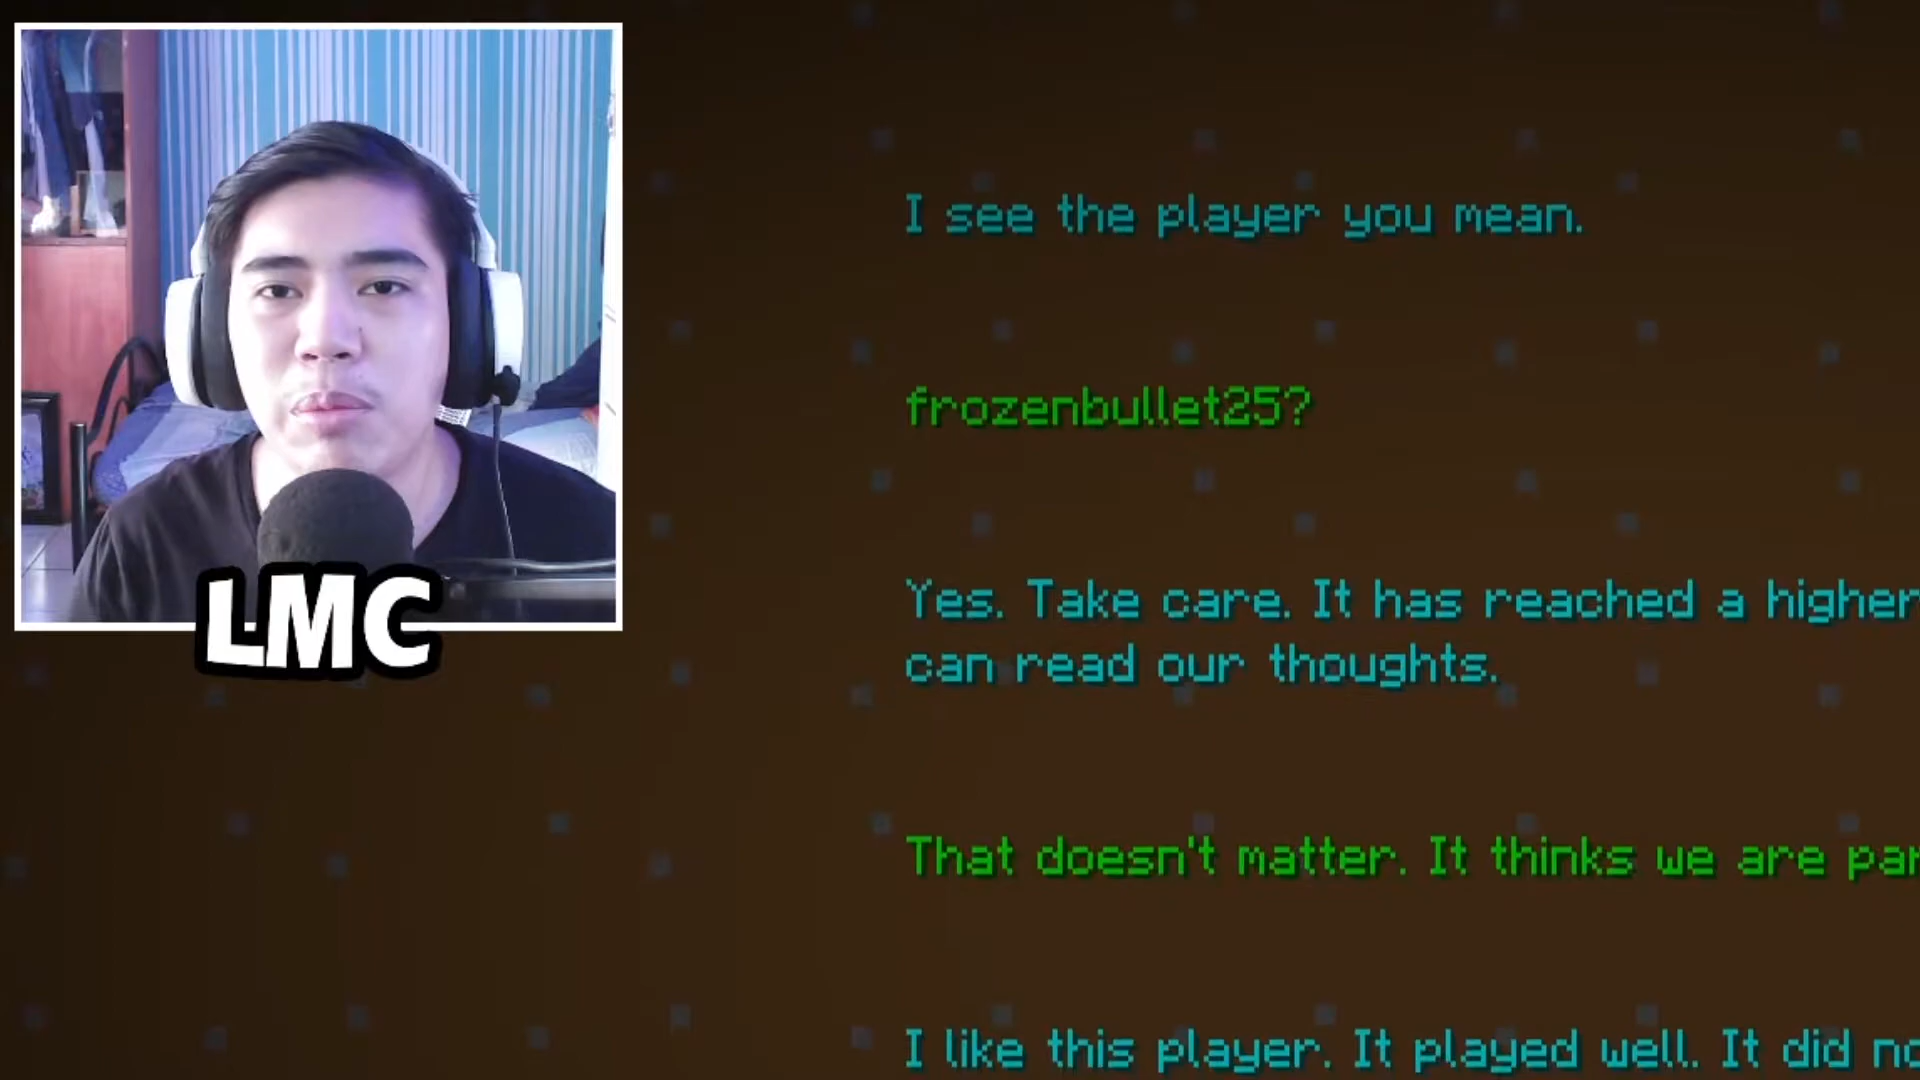 LMC
I see the player you mean.
frozenbullet25?
Yes. Take care. It has reached a higher
can read our thoughts.
That doesn't matter. It thinks we are
I like this player. It played well. It did